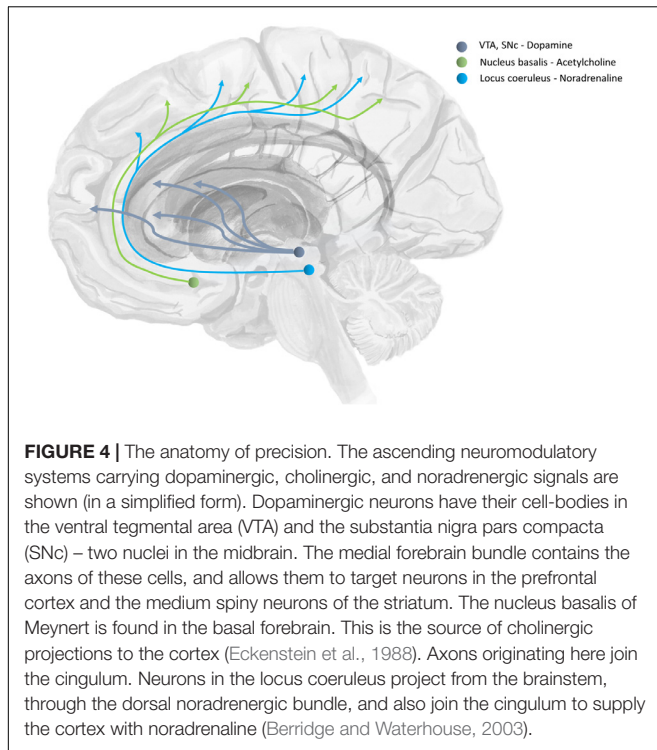 VTA, SNc - Dopamine
Nucleus basalis - Acetylcholine
Locus coeruleus - Noradrenaline
FIGURE 4 | The anatomy of precision. The ascending neuromodulatory
systems carrying dopaminergic, cholinergic, and noradrenergic signals are
shown (in a simplified form). Dopaminergic neurons have their cell-bodies in
the ventral tegmental area (VTA) and the substantia nigra pars compacta
(SNc) – two nuclei in the midbrain. The medial forebrain bundle contains the
axons of these cells, and allows them to target neurons in the prefrontal
cortex and the medium spiny neurons of the striatum. The nucleus basalis of
Meynert is found in the basal forebrain. This is the source of cholinergic
projections to the cortex (Eckenstein et al., 1988). Axons originating here join
the cingulum. Neurons in the locus coeruleus project from the brainstem,
through the dorsal noradrenergic bundle, and also join the cingulum to supply
the cortex with noradrenaline (Berridge and Waterhouse, 2003).